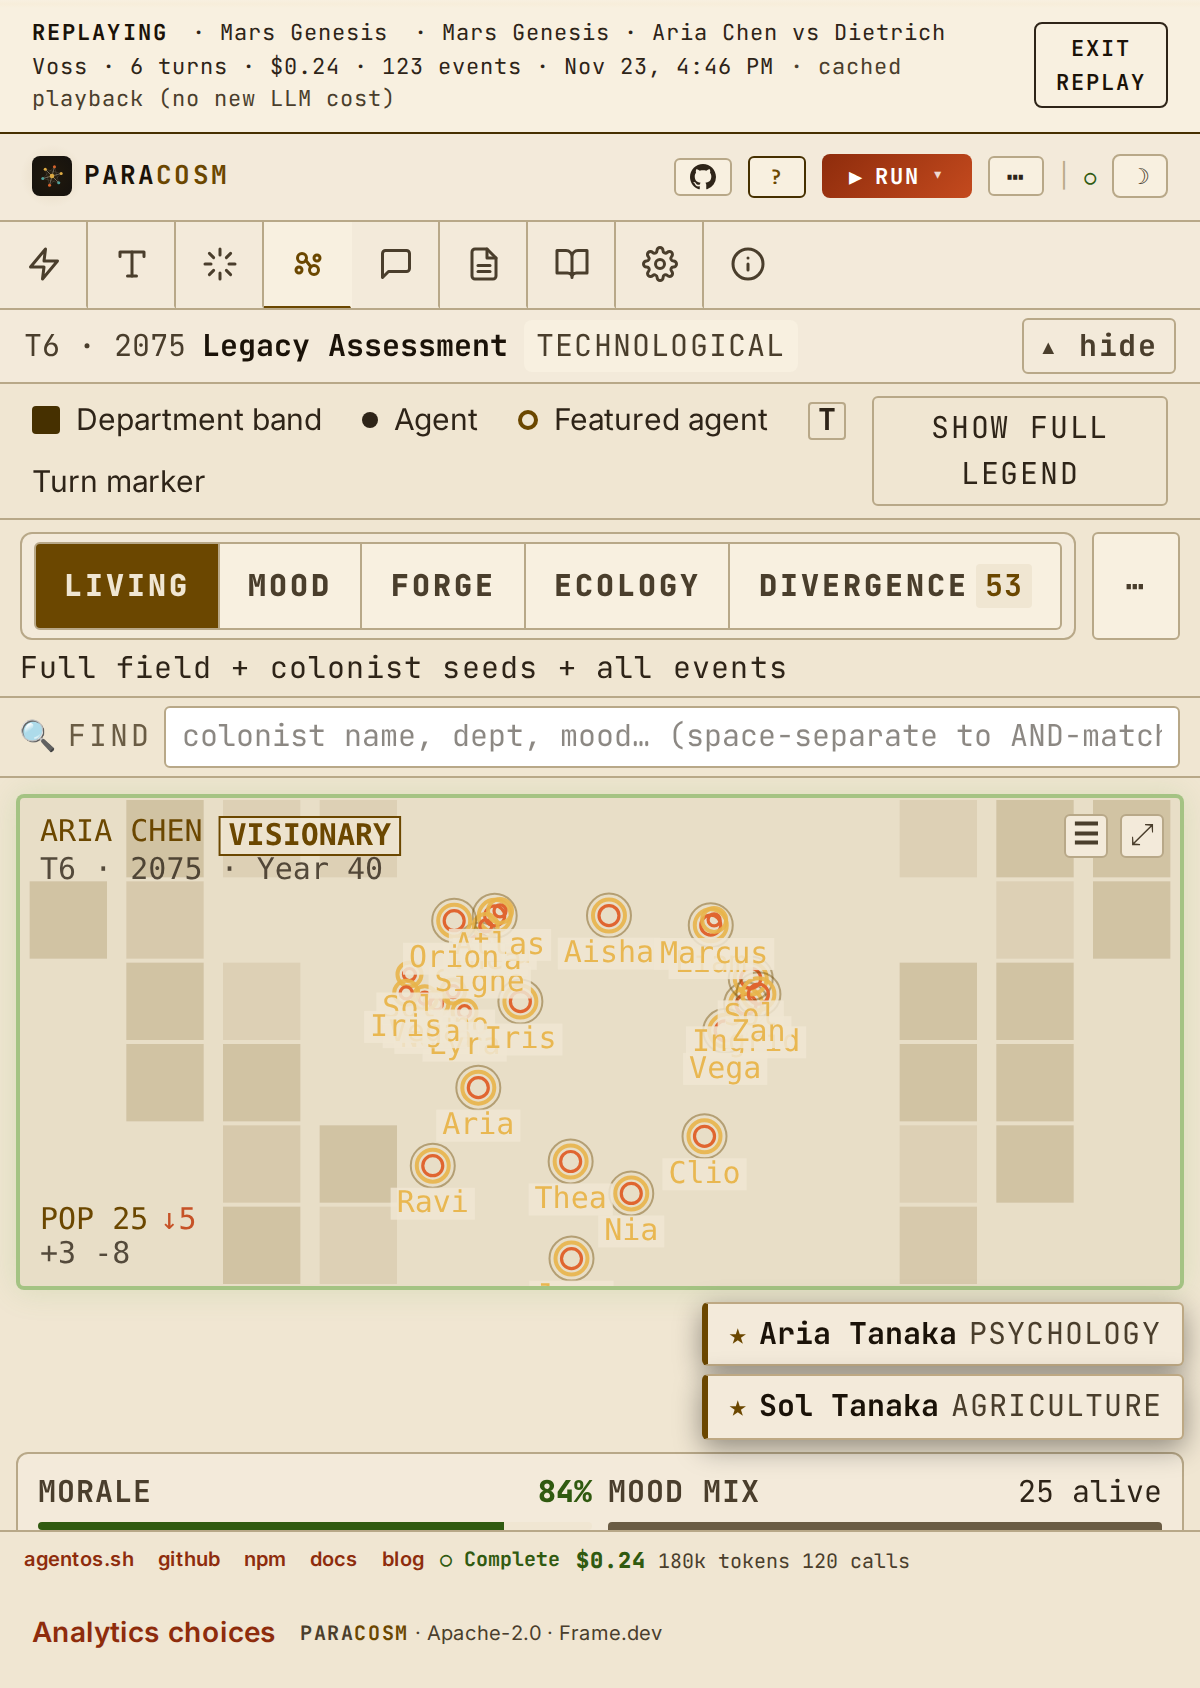 REPLAYING · Mars Genesis · Mars Genesis · Aria Chen vs Dietrich
Voss · 6 turns · $0.24 · 123 events · Nov 23, 4:46 PM · cached
playback (no new LLM cost)
EXIT
REPLAY
PARACOSM
?
▶ RUN ▾
…
T6 · 2075 Legacy Assessment TECHNOLOGICAL
▲ hide
Department band
Agent
Featured agent
T
Turn marker
SHOW FULL
LEGEND
LIVING
MOOD
FORGE
ECOLOGY
DIVERGENCE 53
…
Full field + colonist seeds + all events
FIND
colonist name, dept, mood… (space-separate to AND-match
ARIA CHEN VISIONARY
T6 · 2075 · Year 40
Atlas
Orion
Aisha
Marcus
Signe
Sol
Iris
Iris
Sol
Zan
Ingrid
Vega
Aria
Clio
Ravi
Thea
Nia
POP 25 ↓5
+3 -8
★ Aria Tanaka PSYCHOLOGY
★ Sol Tanaka AGRICULTURE
MORALE 84%
MOOD MIX 25 alive
agentos.sh github npm docs blog ○ Complete $0.24 180k tokens 120 calls
Analytics choices PARACOSM · Apache-2.0 · Frame.dev